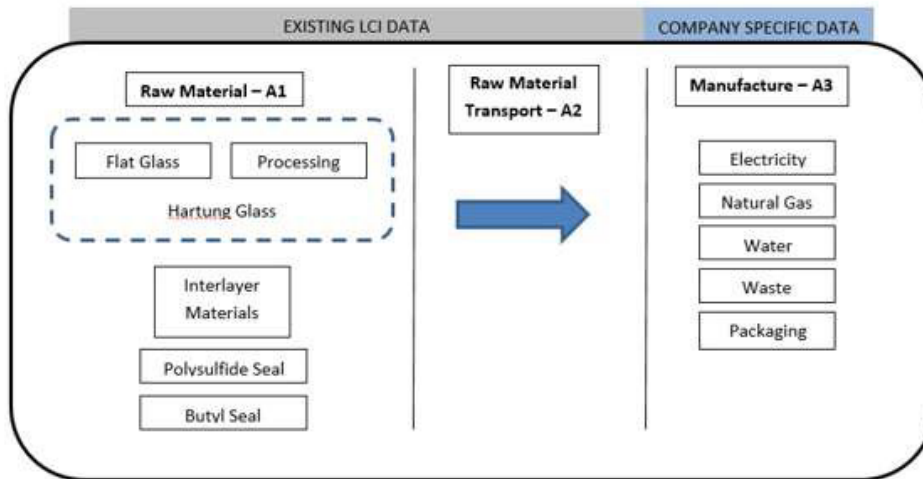 EXISTING LCI DATA
COMPANY SPECIFIC DATA
Raw Material – A1
Flat Glass
Processing
Hartung Glass
Interlayer
Materials
Polysulfide Seal
Butyl Seal
Raw Material
Transport – A2
Manufacture – A3
Electricity
Natural Gas
Water
Waste
Packaging